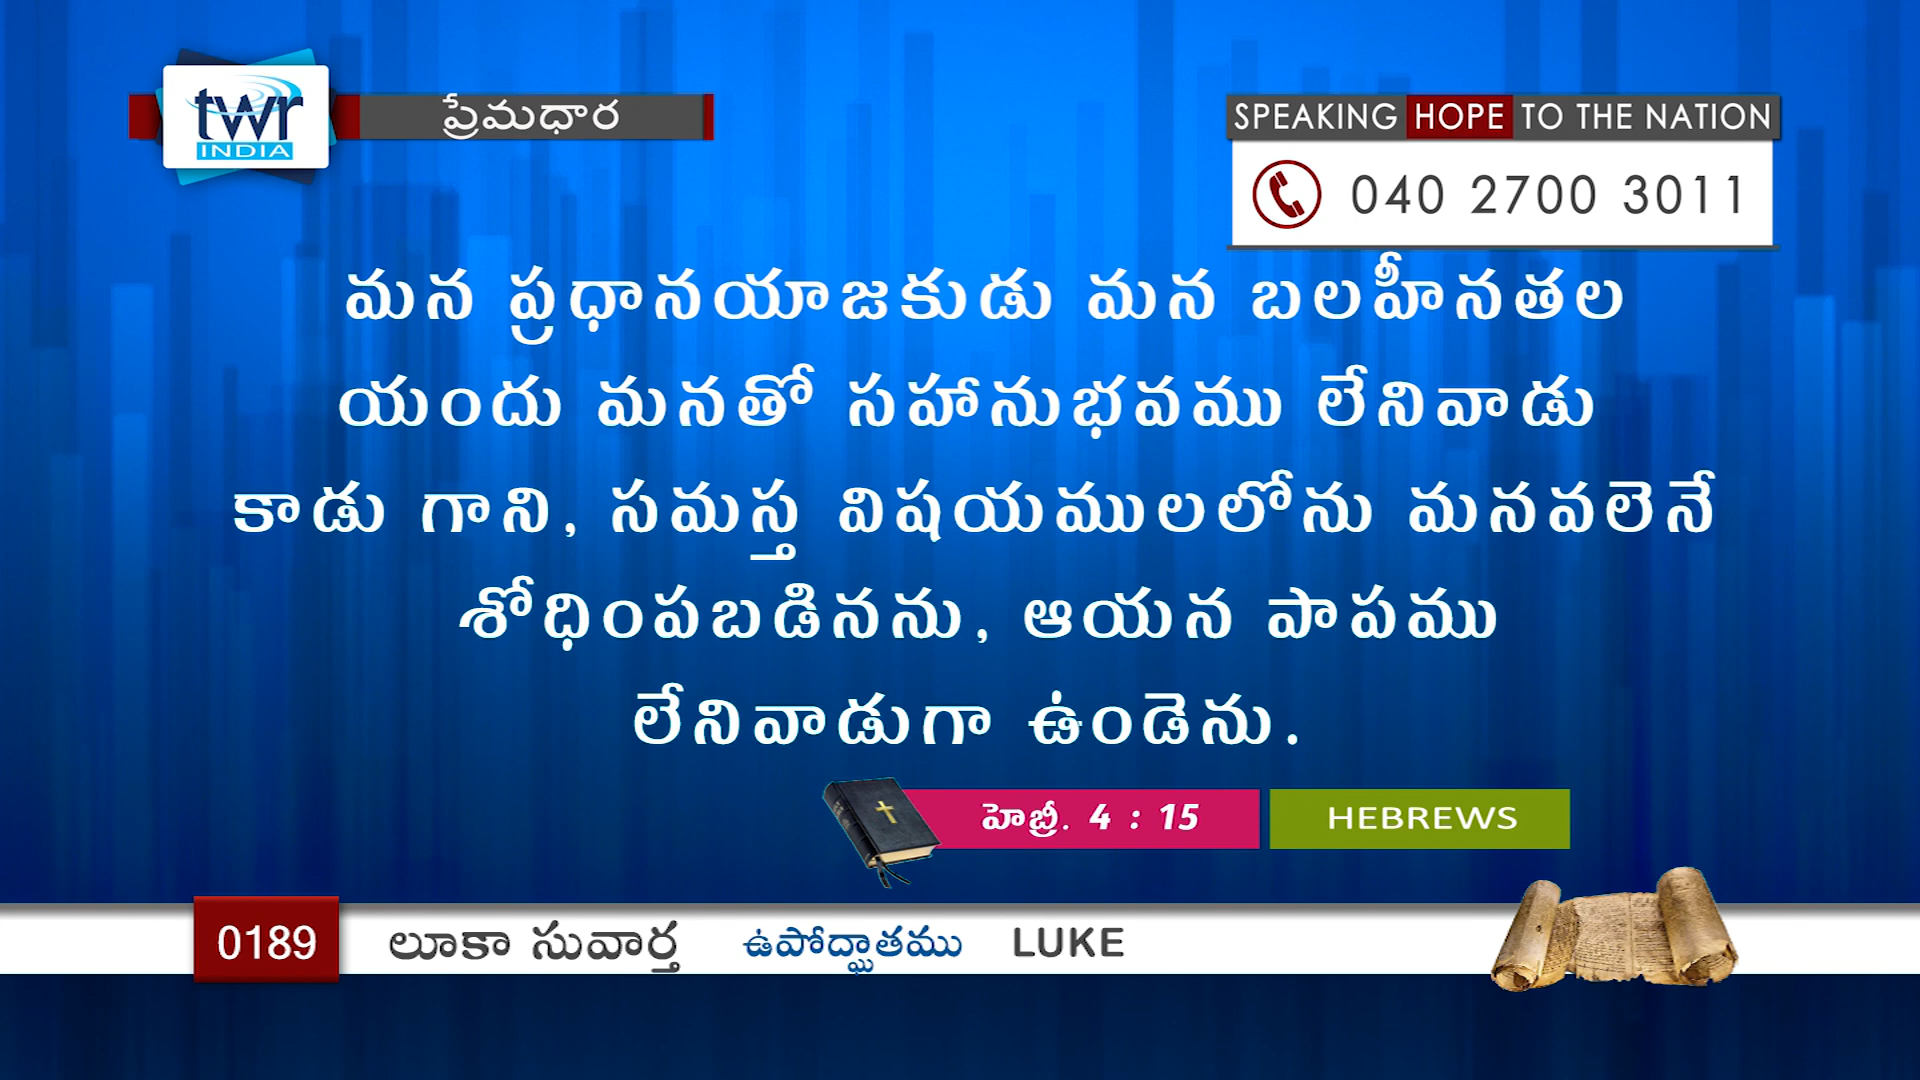 twr
INDIA
ప్రేమధార
SPEAKING HOPE TO THE NATION
040 2700 3011
మన ప్రధానయాజకుడు మన బలహీనతల
యందు మనతో సహానుభవము లేనివాడు
కాడు గాని, సమస్త విషయములలోను మనవలెనే
శోధింపబడినను, ఆయన పాపము
లేనివాడుగా ఉండెను.
హెబ్రీ. 4 : 15
HEBREWS
0189 లూకా సువార్త ఉపోద్ఘాతము LUKE